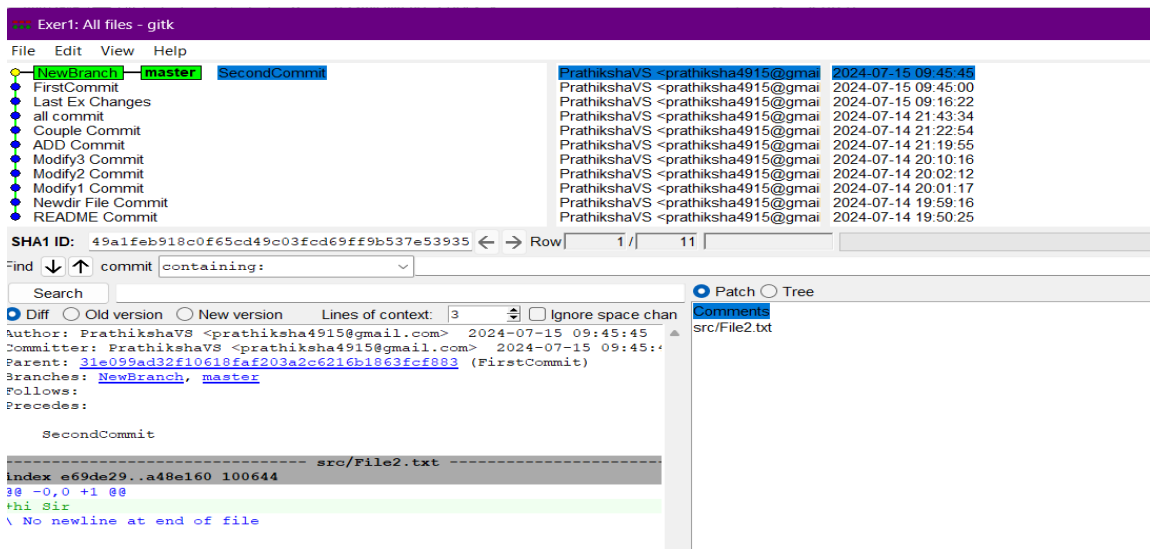 Exer1: All files - gitk
File Edit View Help
NewBranch master SecondCommit PrathikshaVS <prathiksha4915@gmai 2024-07-15 09:45:45
FirstCommit PrathikshaVS <prathiksha4915@gmai 2024-07-15 09:45:00
Last Ex Changes PrathikshaVS <prathiksha4915@gmai 2024-07-15 09:16:22
all commit PrathikshaVS <prathiksha4915@gmai 2024-07-14 21:43:34
Couple Commit PrathikshaVS <prathiksha4915@gmai 2024-07-14 21:22:54
ADD Commit PrathikshaVS <prathiksha4915@gmai 2024-07-14 21:19:55
Modify3 Commit PrathikshaVS <prathiksha4915@gmai 2024-07-14 20:10:16
Modify2 Commit PrathikshaVS <prathiksha4915@gmai 2024-07-14 20:02:12
Modify1 Commit PrathikshaVS <prathiksha4915@gmai 2024-07-14 20:01:17
Newdir File Commit PrathikshaVS <prathiksha4915@gmai 2024-07-14 19:59:16
README Commit PrathikshaVS <prathiksha4915@gmai 2024-07-14 19:50:25
SHA1 ID: 49a1feb918c0f65cd49c03fcd69ff9b537e53935 ← → Row 1 / 11
Find ↓ ↑ commit containing:
Search
Diff Old version New version Lines of context: 3 Ignore space chan
Patch Tree
Author: PrathikshaVS <prathiksha4915@gmail.com> 2024-07-15 09:45:45
Committer: PrathikshaVS <prathiksha4915@gmail.com> 2024-07-15 09:45:4
Parent: 31e099ad32f10618faf203a2c6216b1863fcf883 (FirstCommit)
Branches: NewBranch, master
Follows:
Precedes:
SecondCommit
-------------------------------- src/File2.txt ---------------------------
index e69de29..a48e160 100644
@@ -0,0 +1 @@
+hi Sir
\ No newline at end of file
Comments
src/File2.txt